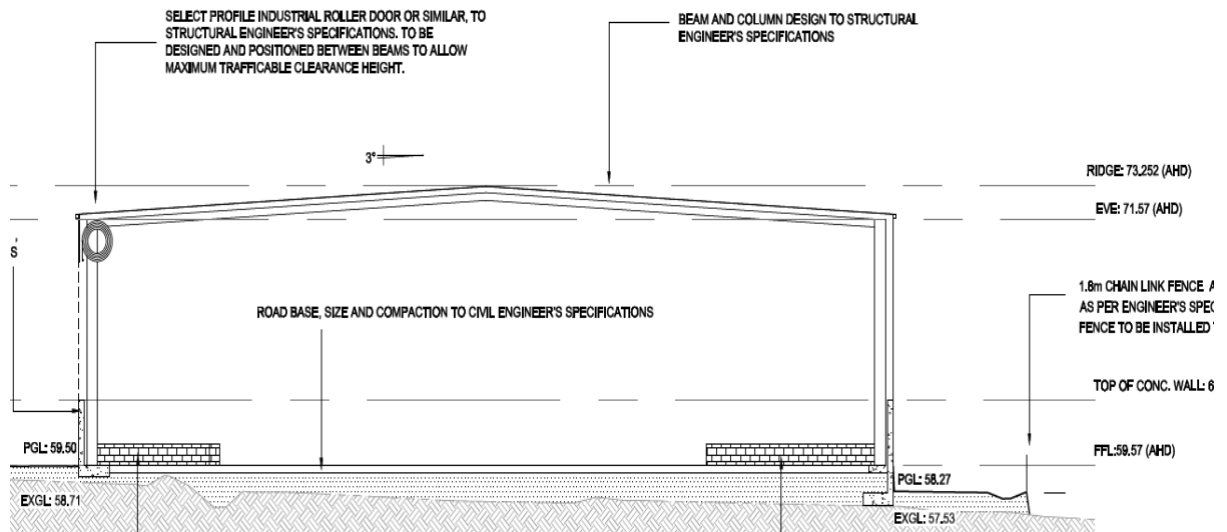 SELECT PROFILE INDUSTRIAL ROLLER DOOR OR SIMILAR, TO
STRUCTURAL ENGINEER'S SPECIFICATIONS. TO BE
DESIGNED AND POSITIONED BETWEEN BEAMS TO ALLOW
MAXIMUM TRAFFICABLE CLEARANCE HEIGHT.
BEAM AND COLUMN DESIGN TO STRUCTURAL
ENGINEER'S SPECIFICATIONS
3°
RIDGE: 73.252 (AHD)
EVE: 71.57 (AHD)
S
1.8m CHAIN LINK FENCE A
AS PER ENGINEER'S SPEC
FENCE TO BE INSTALLED
ROAD BASE, SIZE AND COMPACTION TO CIVIL ENGINEER'S SPECIFICATIONS
TOP OF CONC. WALL: 6
PGL: 59.50
FFL:59.57 (AHD)
PGL: 58.27
EXGL: 58.71
EXGL: 57.53